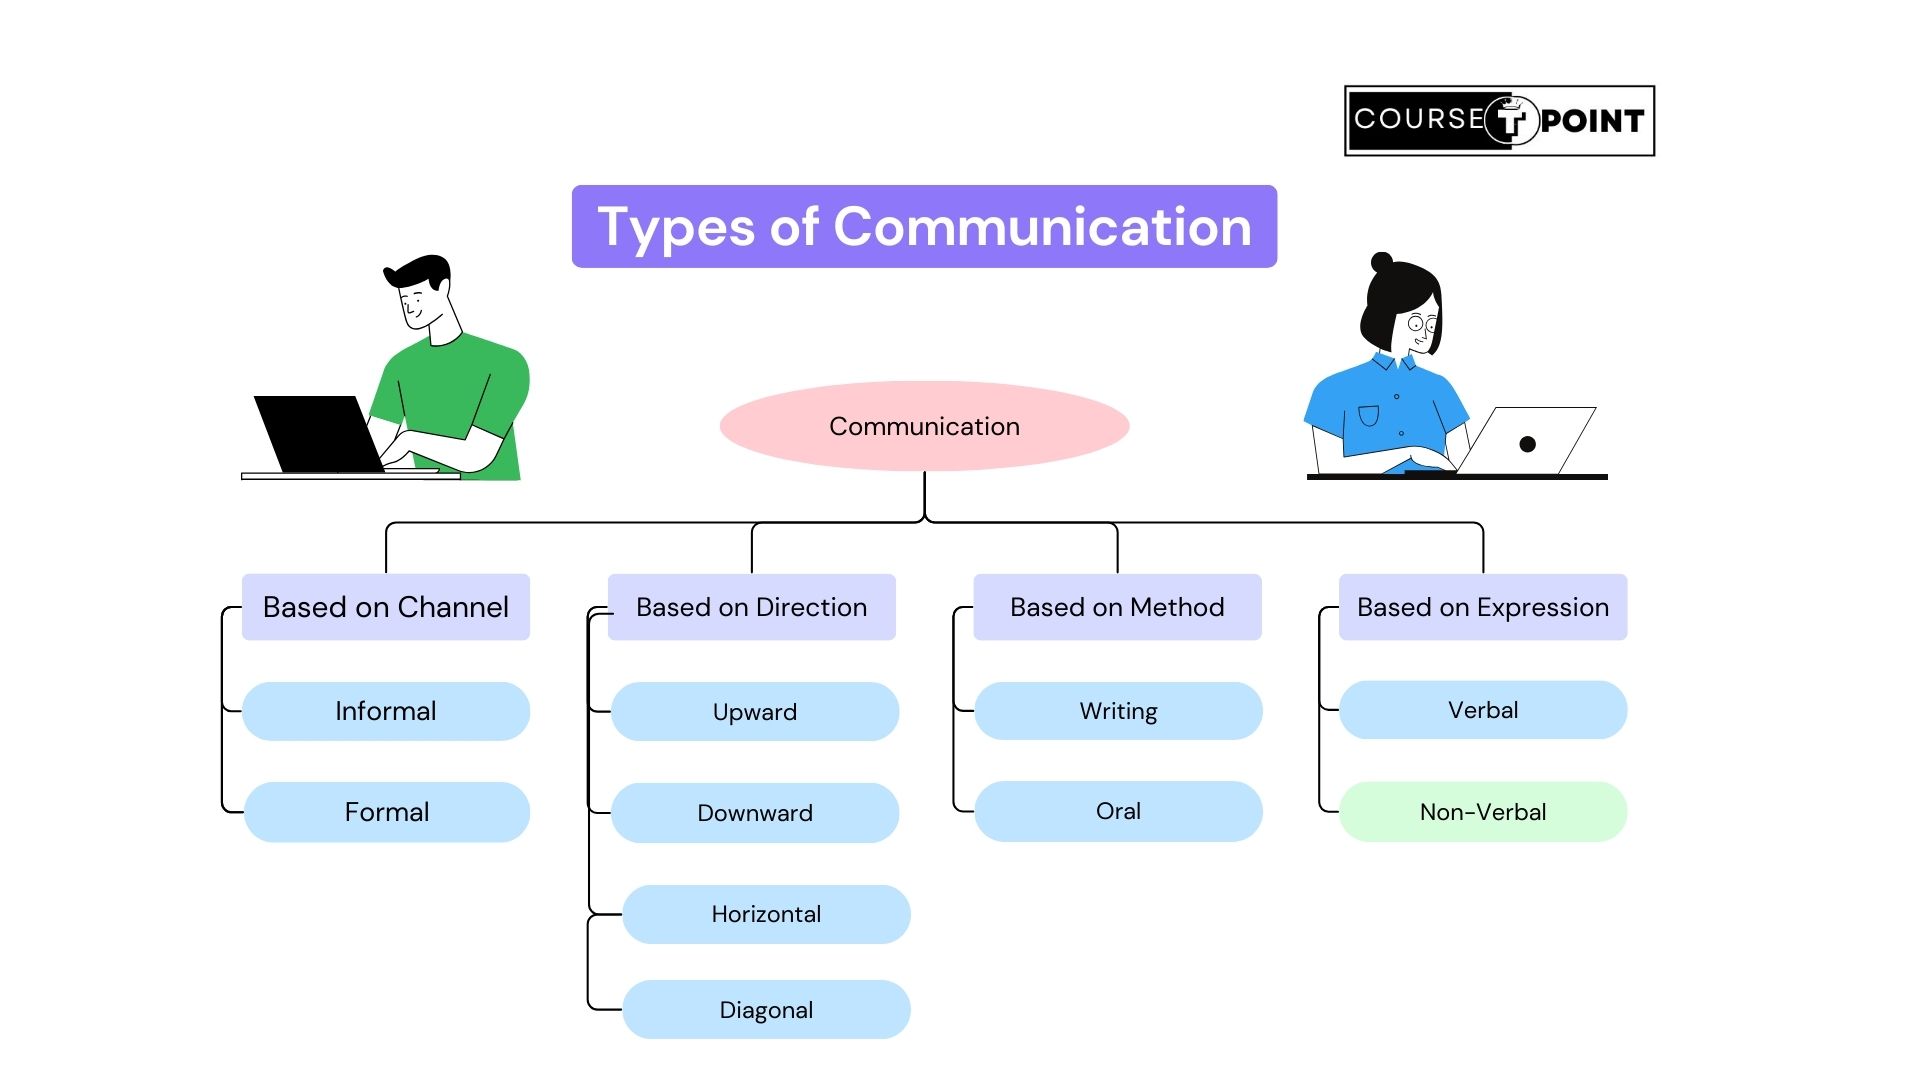 COURSE T POINT
Types of Communication
Communication
Based on Channel
Informal
Formal
Based on Direction
Upward
Downward
Horizontal
Diagonal
Based on Method
Writing
Oral
Based on Expression
Verbal
Non-Verbal